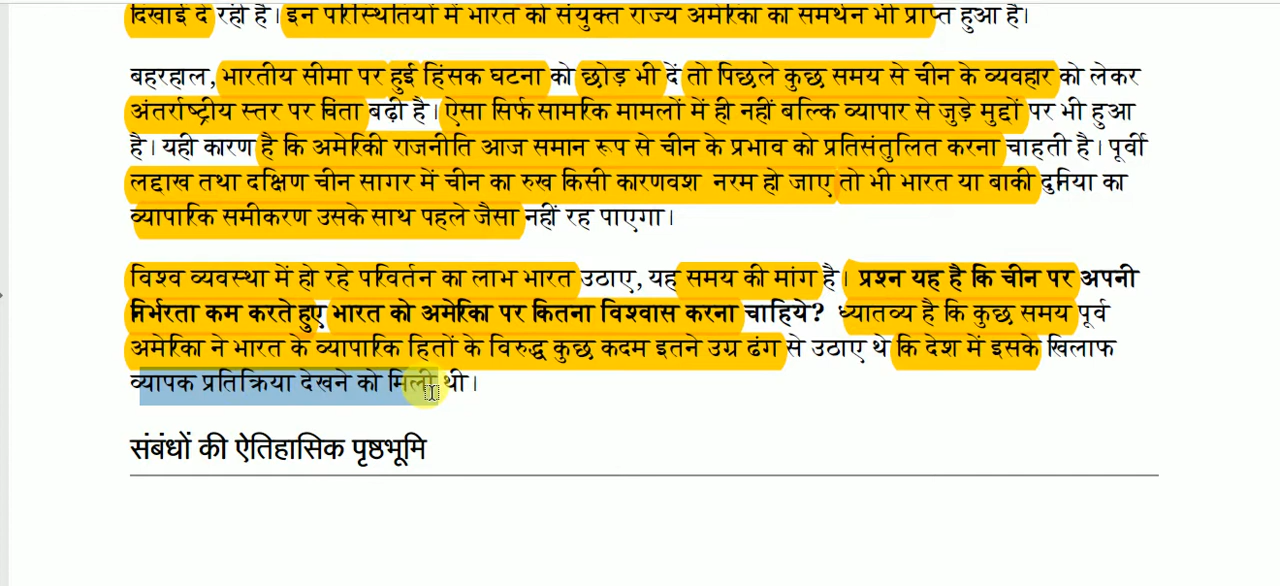 दिखाई दे रही है। इन परिस्थितियों में भारत को संयुक्त राज्य अमेरिका का समर्थन भी प्राप्त हुआ है।
बहरहाल, भारतीय सीमा पर हुई हिंसक घटना को छोड़ भी दें तो पिछले कुछ समय से चीन के व्यवहार को लेकर
अंतर्राष्ट्रीय स्तर पर चिंता बढ़ी है। ऐसा सिर्फ सामरिक मामलों में ही नहीं बल्कि व्यापार से जुड़े मुद्दों पर भी हुआ
है। यही कारण है कि अमेरिकी राजनीति आज समान रूप से चीन के प्रभाव को प्रतिसंतुलित करना चाहती है। पूर्वी
लद्दाख तथा दक्षिण चीन सागर में चीन का रुख किसी कारणवश नरम हो जाए तो भी भारत या बाकी दुनिया का
व्यापारिक समीकरण उसके साथ पहले जैसा नहीं रह पाएगा।
विश्व व्यवस्था में हो रहे परिवर्तन का लाभ भारत उठाए, यह समय की मांग है। प्रश्न यह है कि चीन पर अपनी
निर्भरता कम करते हुए भारत को अमेरिका पर कितना विश्वास करना चाहिये? ध्यातव्य है कि कुछ समय पूर्व
अमेरिका ने भारत के व्यापारिक हितों के विरुद्ध कुछ कदम इतने उग्र ढंग से उठाए थे कि देश में इसके खिलाफ
व्यापक प्रतिक्रिया देखने को मिली थी।
संबंधों की ऐतिहासिक पृष्ठभूमि